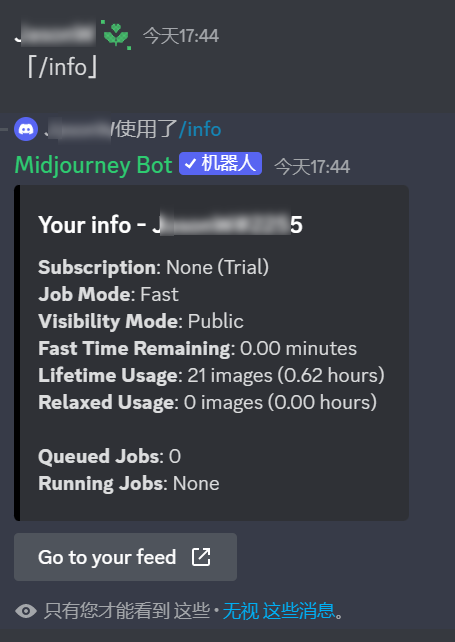 今天17:44
「/info」
使用了/info
Midjourney Bot 机器人 今天17:44
Your info - 5
Subscription: None (Trial)
Job Mode: Fast
Visibility Mode: Public
Fast Time Remaining: 0.00 minutes
Lifetime Usage: 21 images (0.62 hours)
Relaxed Usage: 0 images (0.00 hours)
Queued Jobs: 0
Running Jobs: None
Go to your feed
只有您才能看到 这些 • 无视 这些消息。